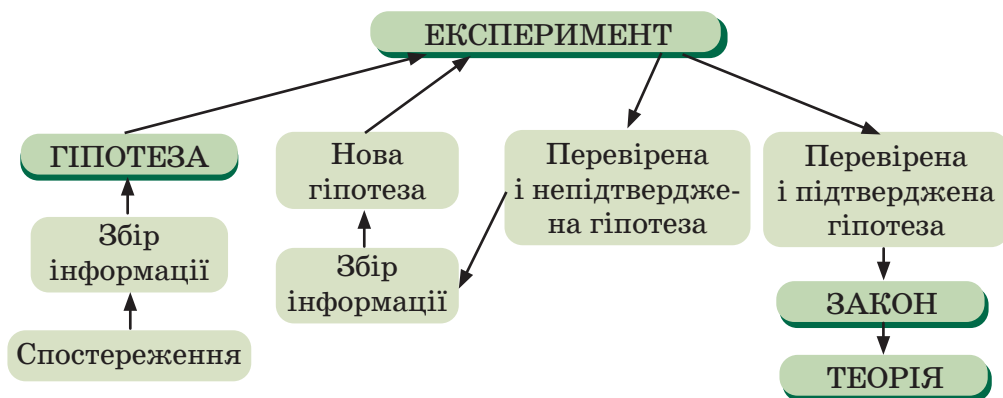 ЕКСПЕРИМЕНТ
ГІПОТЕЗА
Збір
інформації
Спостереження
Нова
гіпотеза
Збір
інформації
Перевірена
і непідтвердже-
на гіпотеза
Перевірена
і підтверджена
гіпотеза
ЗАКОН
ТЕОРІЯ